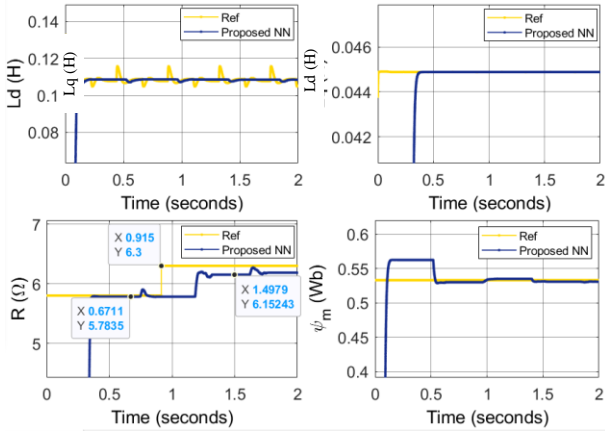 0.14
0.12
0.1
0.08
Ld (H)
Lq (H)
Ref
Proposed NN
0 0.5 1 1.5 2
Time (seconds)
0.045
0.042
Ld (H)
Ref
Proposed NN
0 0.5 1 1.5 2
Time (seconds)
7
6
5
R (Ω)
Ref
Proposed NN
X 0.915
Y 6.3
X 0.6711
Y 5.7835
X 1.4979
Y 6.15243
0 0.5 1 1.5 2
Time (seconds)
0.6
0.55
0.5
0.45
0.4
ψm (Wb)
Ref
Proposed NN
0 0.5 1 1.5 2
Time (seconds)